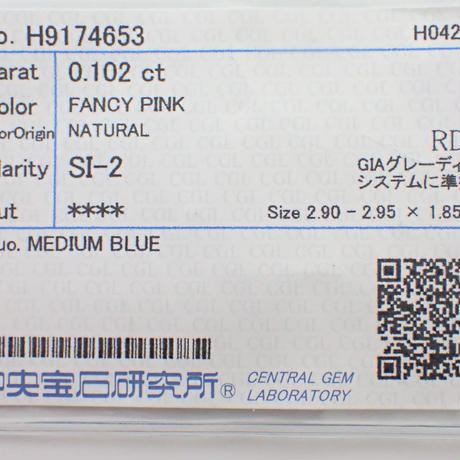 o. H9174653 H042
arat 0.102 ct
olor FANCY PINK
orOrigin NATURAL
larity SI-2
RD
GIAグレーディ
システムに準
ut ****
Size 2.90 - 2.95 × 1.85
uo. MEDIUM BLUE
中央宝石研究所® CENTRAL GEM
LABORATORY